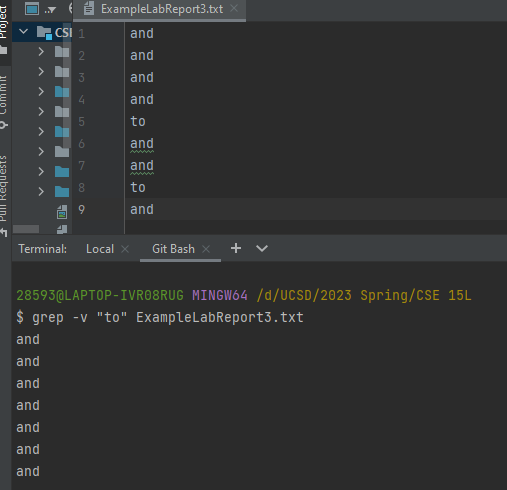 Project
Commit
Pull Requests
CSI
ExampleLabReport3.txt
1 and
2 and
3 and
4 and
5 to
6 and
7 and
8 to
9 and
Terminal: Local Git Bash
28593@LAPTOP-IVR08RUG MINGW64 /d/UCSD/2023 Spring/CSE 15L
$ grep -v "to" ExampleLabReport3.txt
and
and
and
and
and
and
and